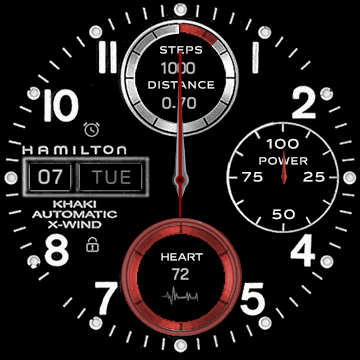 STEPS
1000
DISTANCE
0.70
11
1
10
2
HAMILTON
07 TUE
KHAKI
AUTOMATIC
X-WIND
100
POWER
75 25
50
8
4
HEART
72
7
5